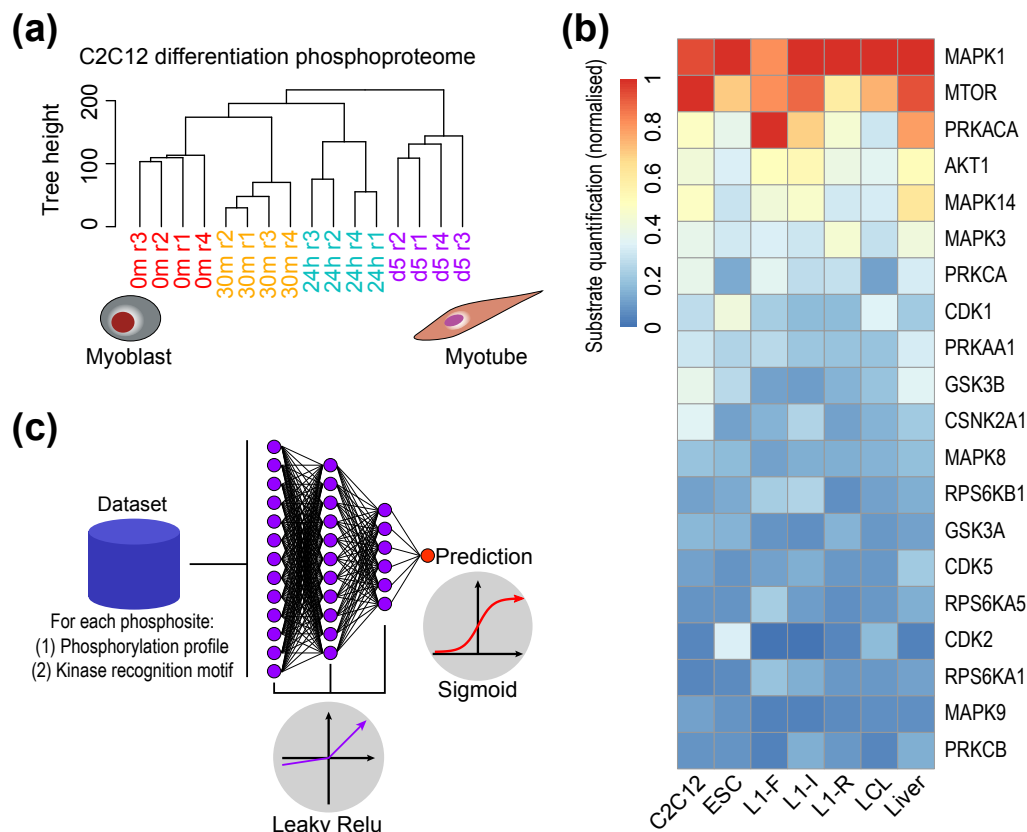 (a)
C2C12 differentiation phosphoproteome
Tree height
0
100
200
0m r3
0m r2
0m r1
0m r4
30m r2
30m r1
30m r3
30m r4
24h r3
24h r2
24h r4
24h r1
d5 r2
d5 r1
d5 r4
d5 r3
Myoblast
Myotube
(b)
Substrate quantification (normalised)
1
0.8
0.6
0.4
0.2
0
MAPK1
MTOR
PRKACA
AKT1
MAPK14
MAPK3
PRKCA
CDK1
PRKAA1
GSK3B
CSNK2A1
MAPK8
RPS6KB1
GSK3A
CDK5
RPS6KA5
CDK2
RPS6KA1
MAPK9
PRKCB
C2C12
ESC
L1-F
L1-I
L1-R
LCL
Liver
(c)
Dataset
For each phosphosite:
(1) Phosphorylation profile
(2) Kinase recognition motif
Prediction
Sigmoid
Leaky Relu